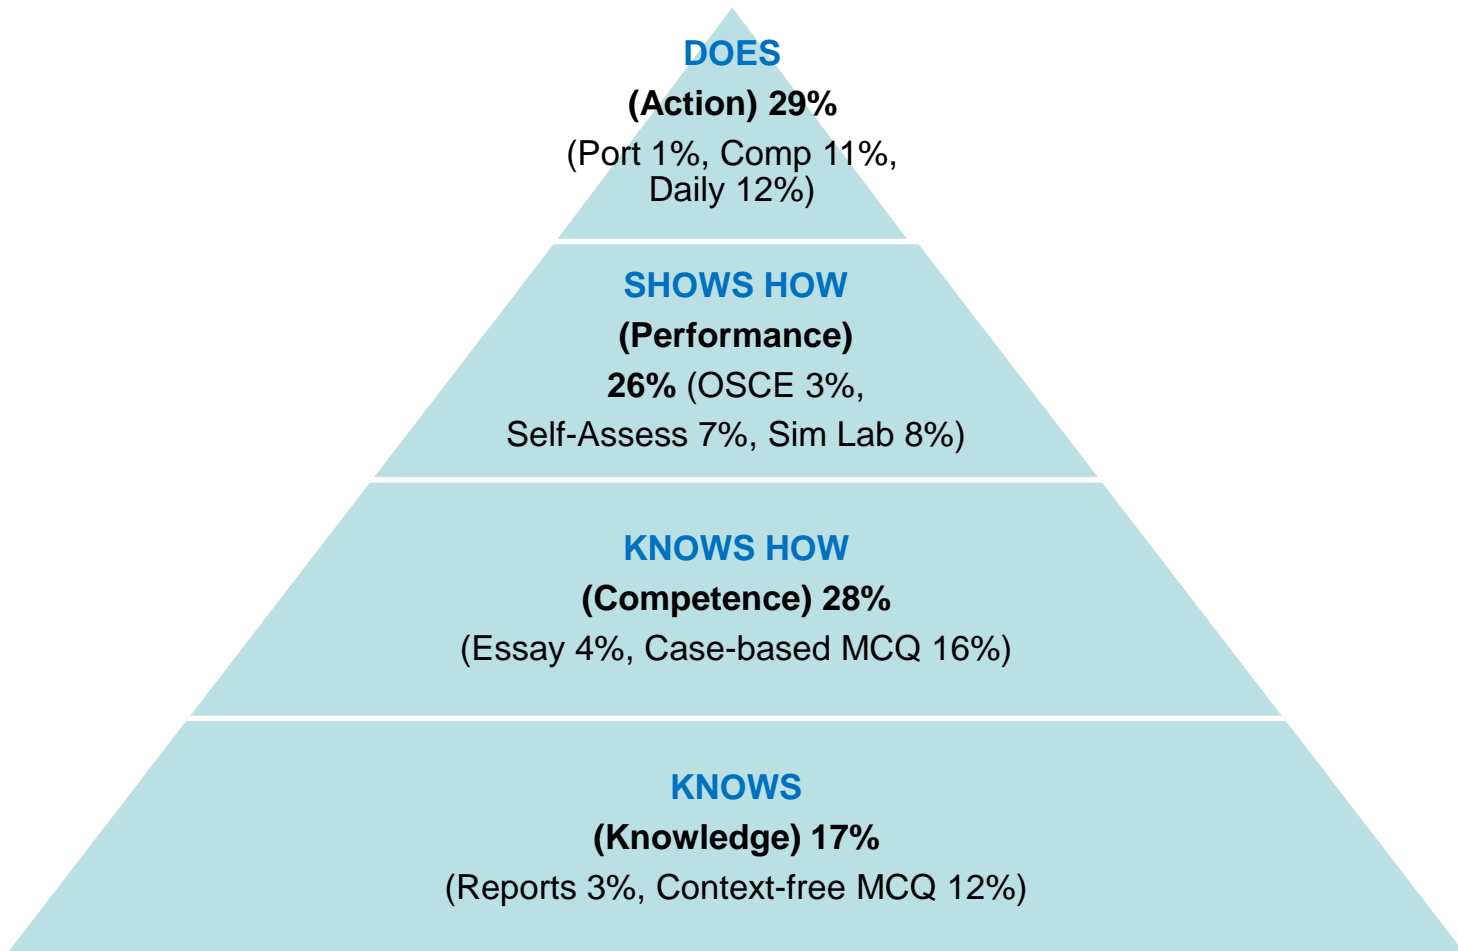 DOES
(Action) 29%
(Port 1%, Comp 11%,
Daily 12%)
SHOWS HOW
(Performance)
26% (OSCE 3%,
Self-Assess 7%, Sim Lab 8%)
KNOWS HOW
(Competence) 28%
(Essay 4%, Case-based MCQ 16%)
KNOWS
(Knowledge) 17%
(Reports 3%, Context-free MCQ 12%)